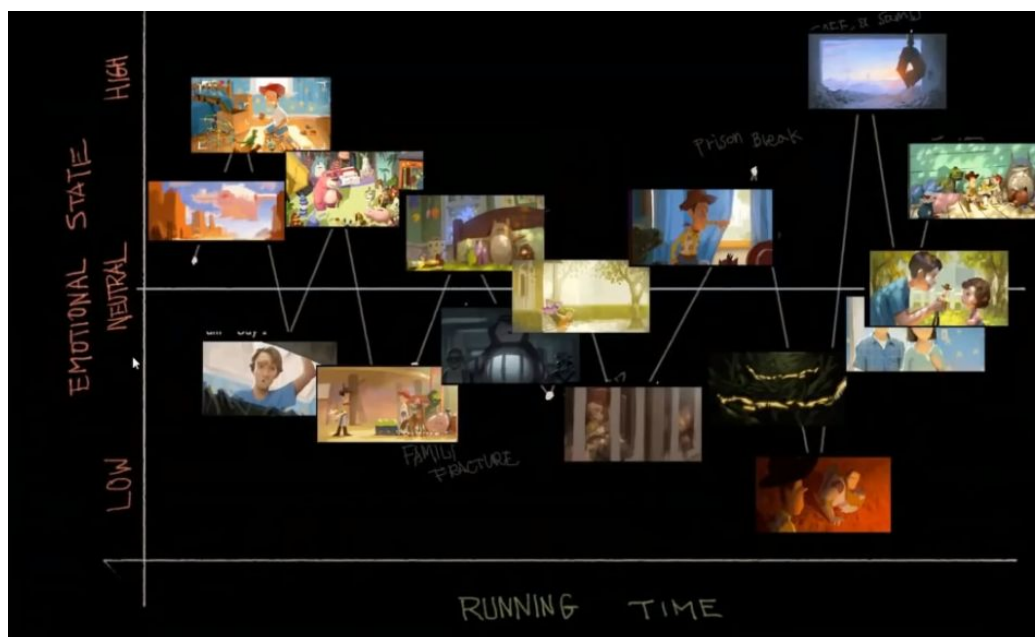 HIGH
EMOTIONAL STATE
NEUTRAL
LOW
Prison Break
FAMILY
FRACTURE
RUNNING TIME